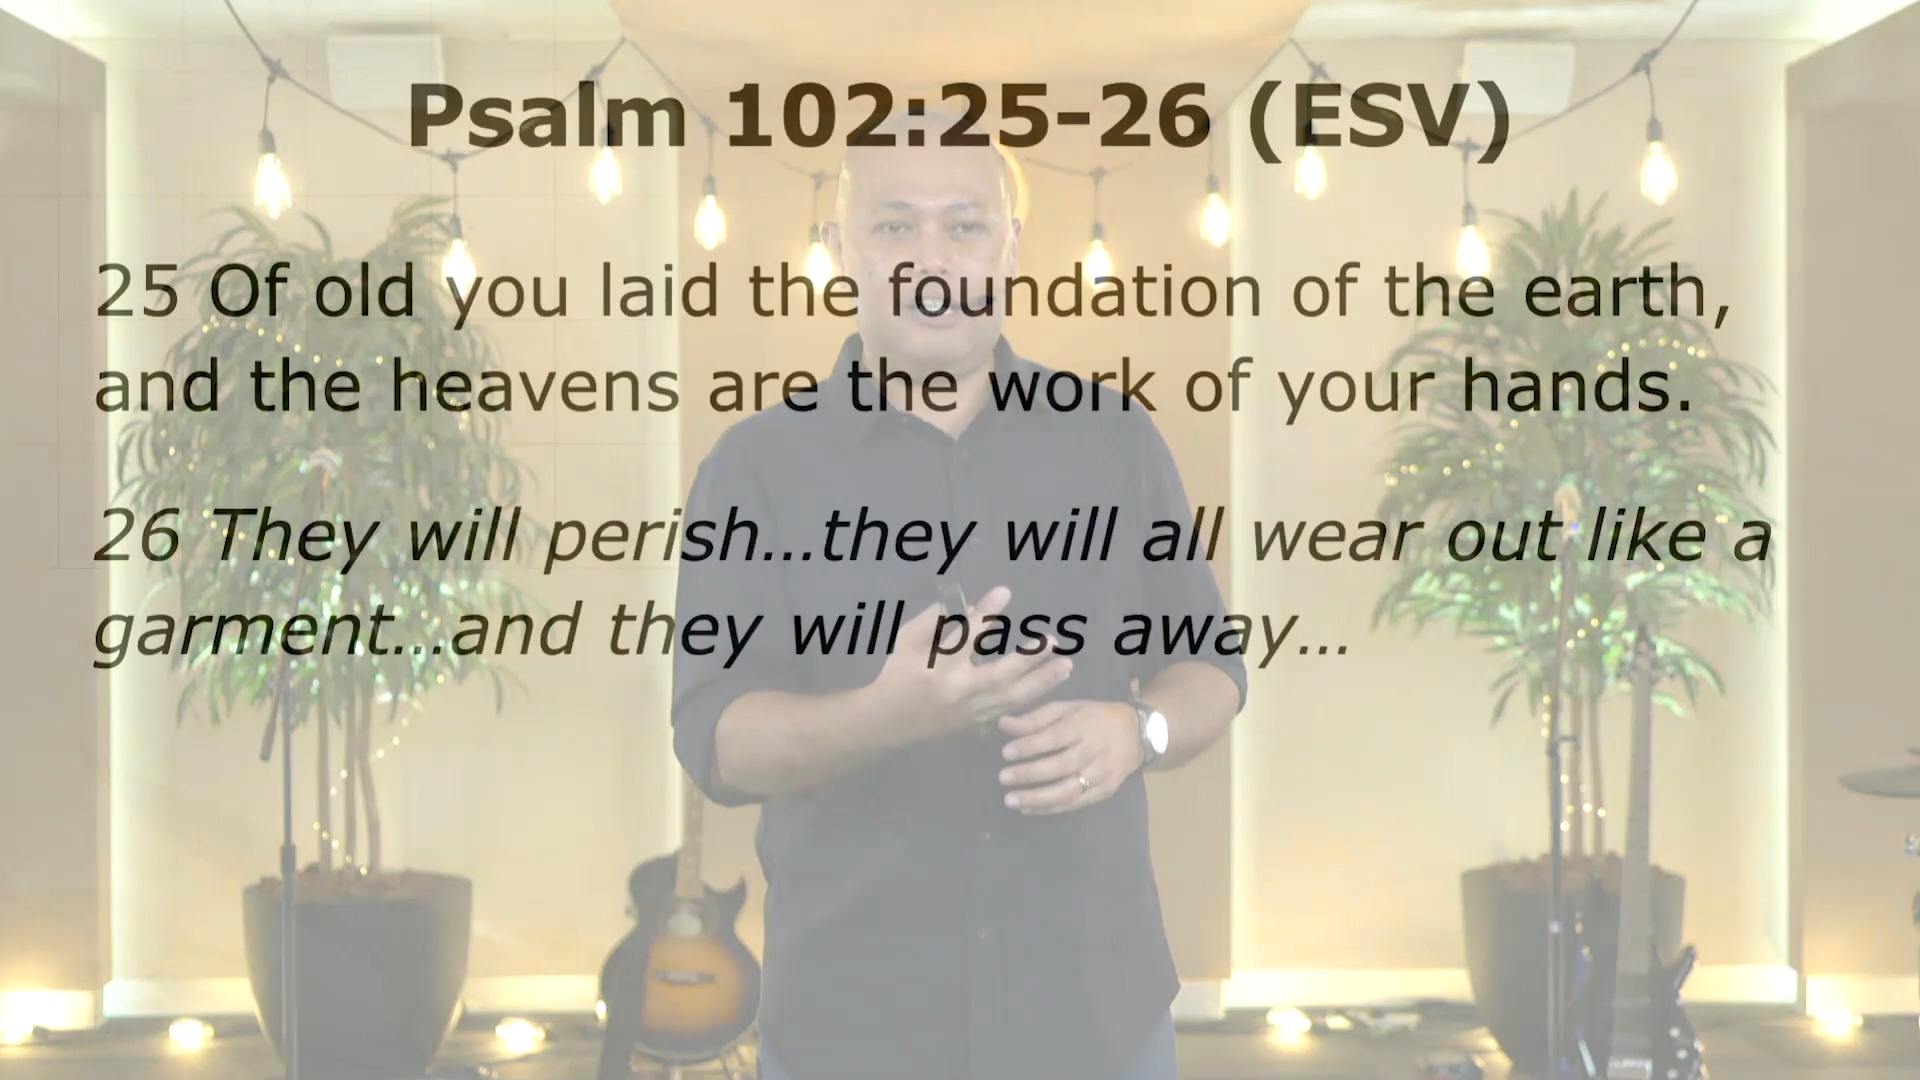 Psalm 102:25-26 (ESV)
25 Of old you laid the foundation of the earth,
and the heavens are the work of your hands.
26 They will perish...they will all wear out like a
garment...and they will pass away...